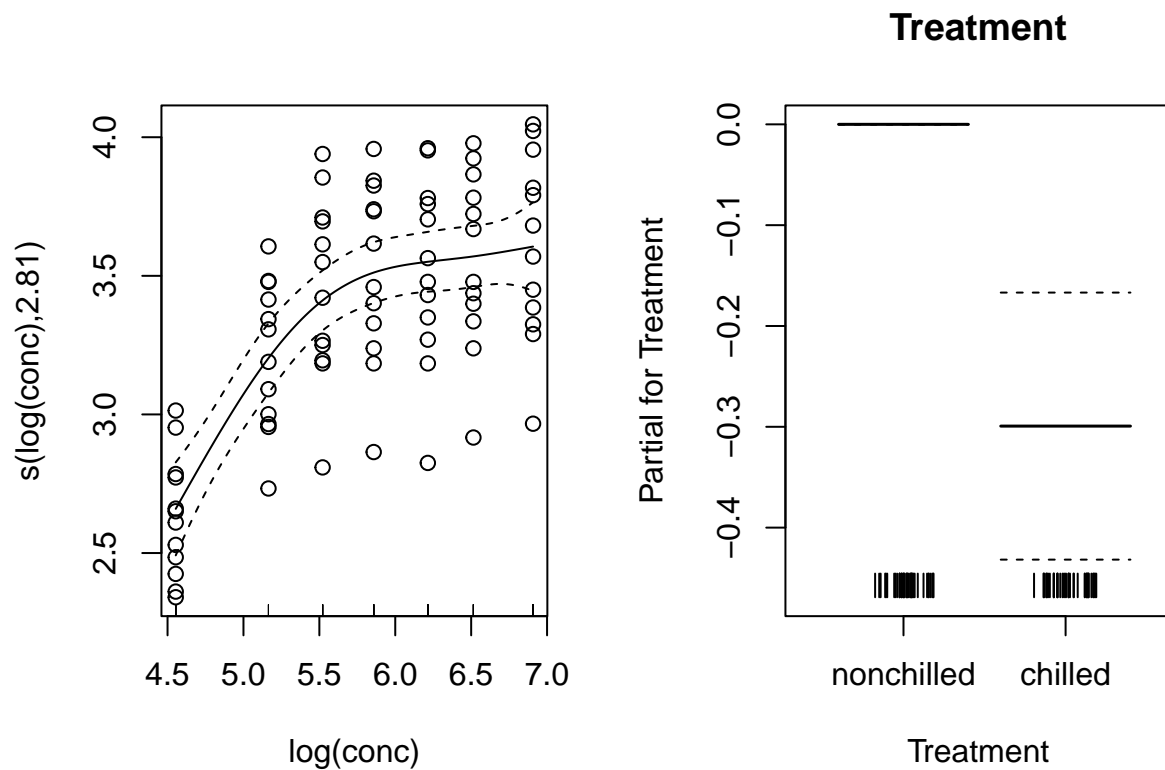 Treatment
s(log(conc),2.81)
4.0
3.5
3.0
2.5
4.5 5.0 5.5 6.0 6.5 7.0
log(conc)
Partial for Treatment
0.0
−0.1
−0.2
−0.3
−0.4
nonchilled chilled
Treatment